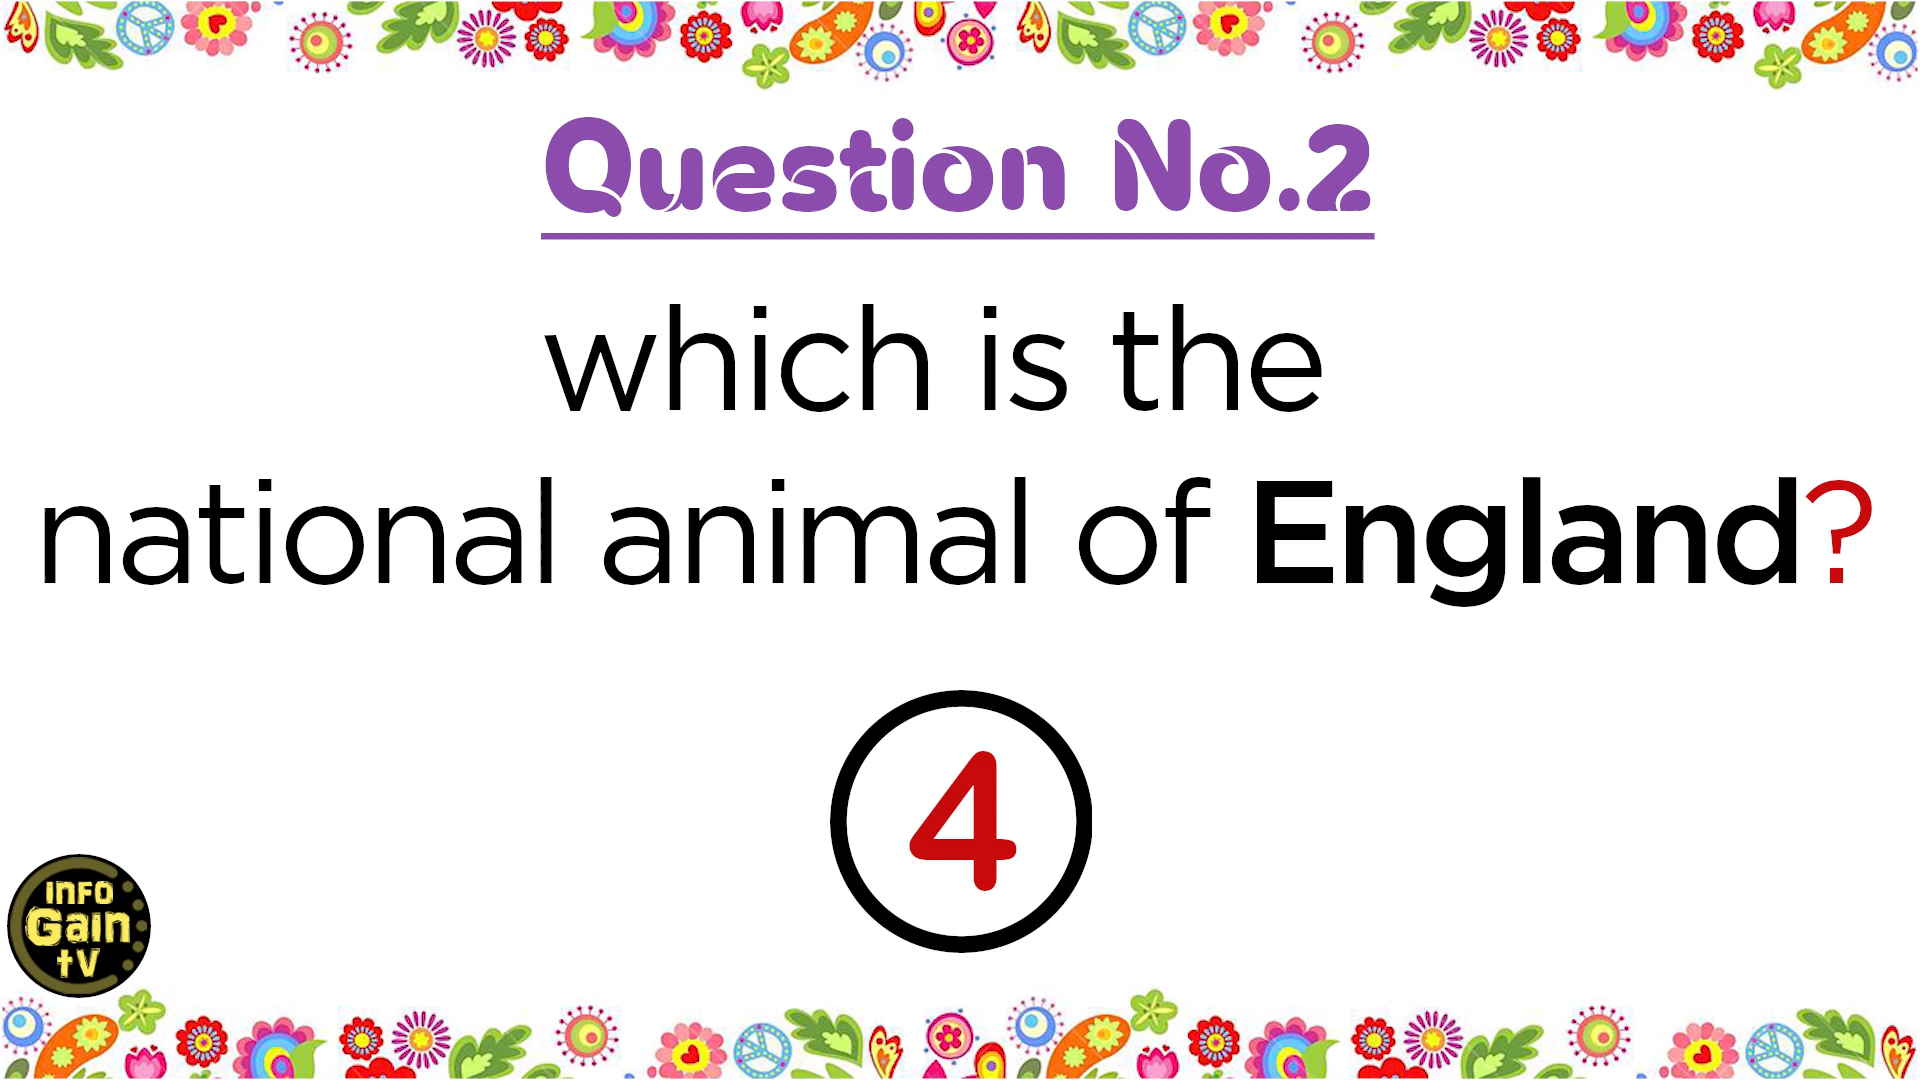 Question No.2
which is the
national animal of England?
4
INFO
Gain
tV